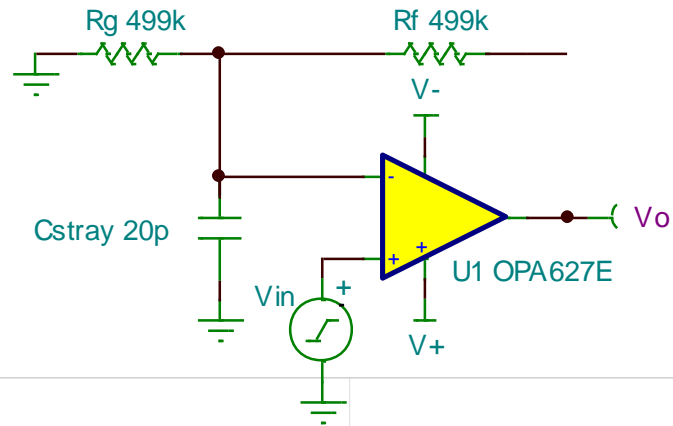 Rg 499k
Rf 499k
V-
-
Cstray 20p
+
+
Vo
U1 OPA627E
Vin
+
V+